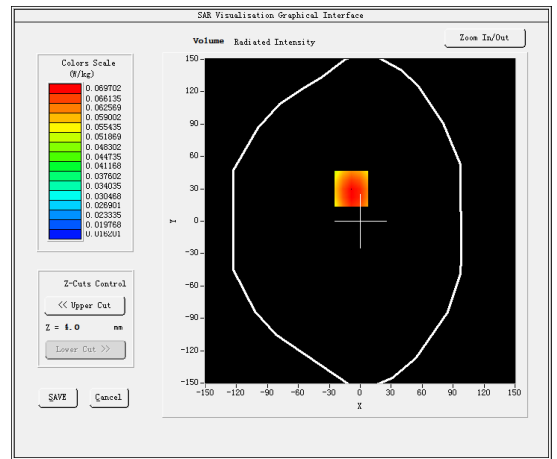 SAR Visualisation Graphical Interface
Volume Radiated Intensity
Zoom In/Out
Colors Scale
(W/kg)
0.069702
0.066135
0.062569
0.059002
0.055435
0.051869
0.048302
0.044735
0.041168
0.037602
0.034035
0.030468
0.026901
0.023335
0.019768
0.016201
Z-Cuts Control
<< Upper Cut
Z = 4.0 mm
Lower Cut >>
SAVE Cancel
150
120
90
60
30
0
-30
-60
-90
-120
-150
Y
-150 -120 -90 -60 -30 0 30 60 90 120 150
X